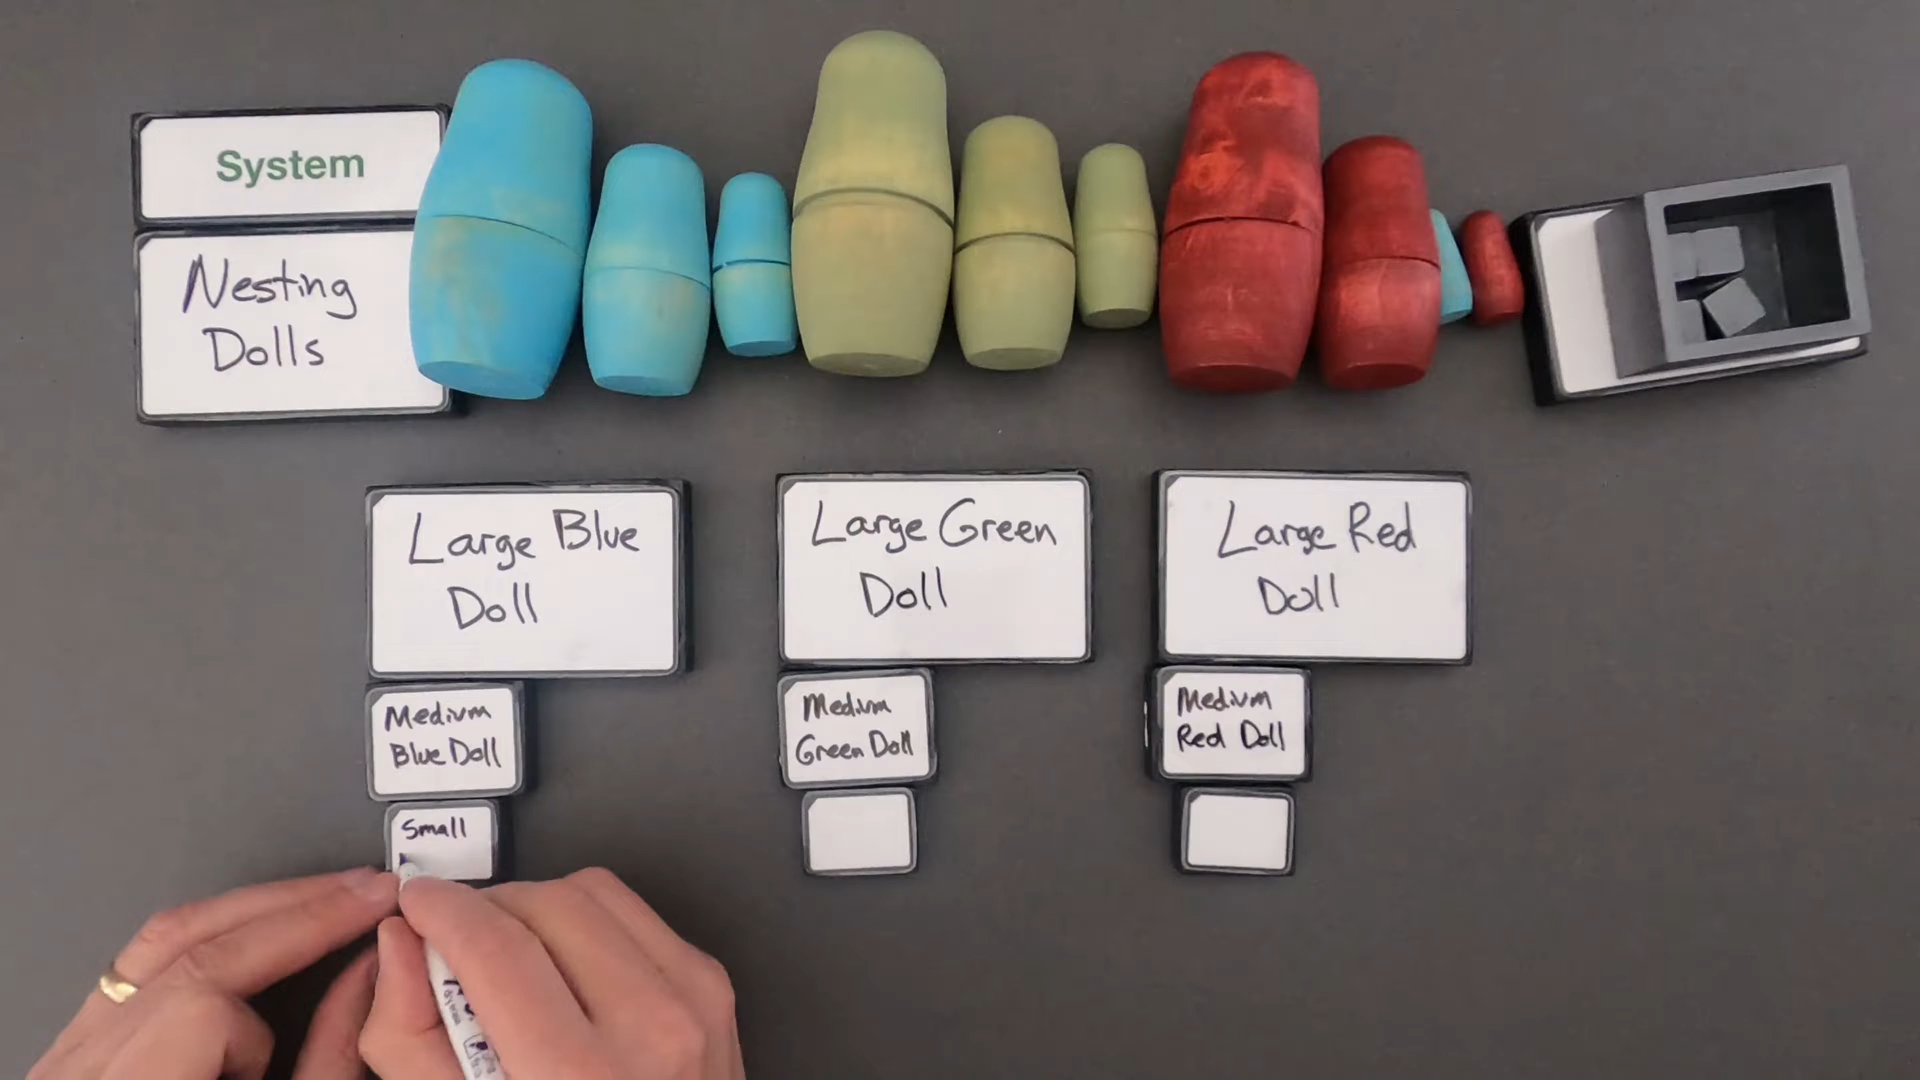 System
Nesting
Dolls
Large Blue
Doll
Large Green
Doll
Large Red
Doll
Medium
Blue Doll
Medium
Green Doll
Medium
Red Doll
Small